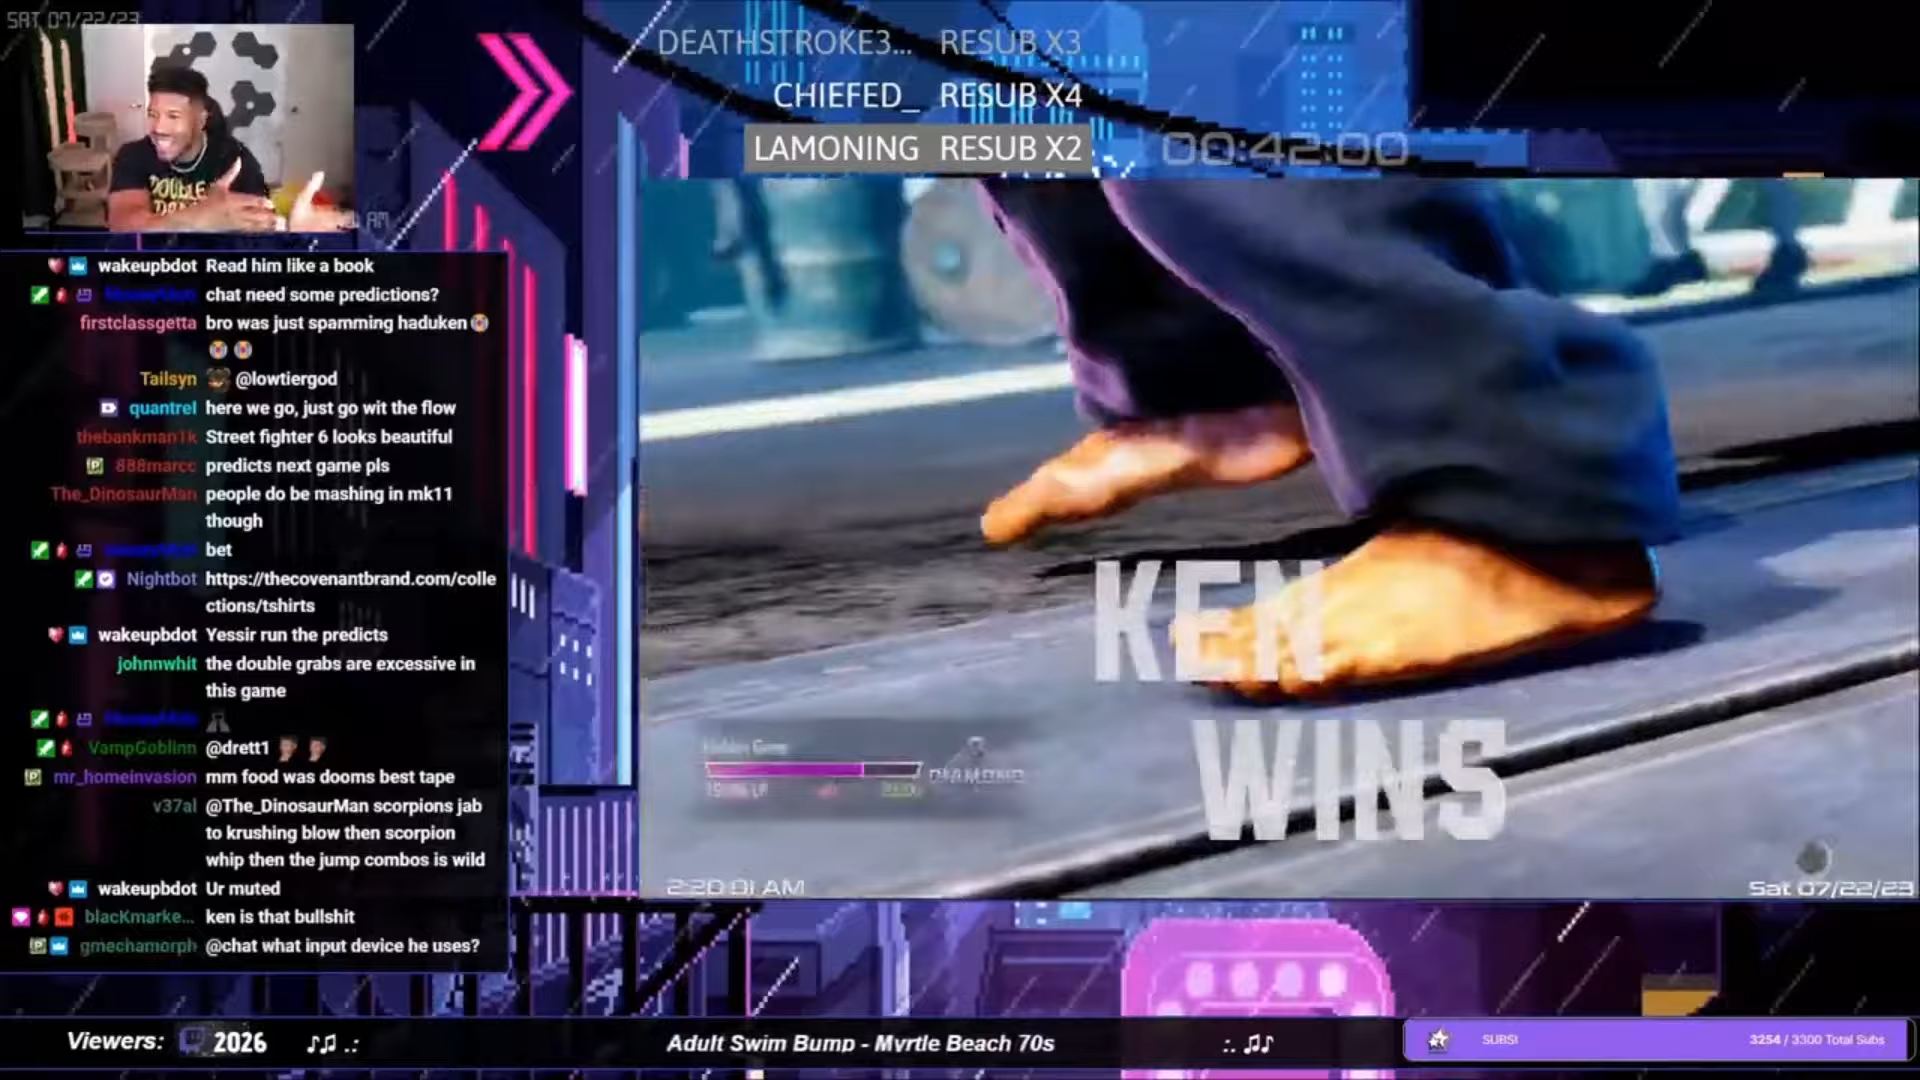 SAT 07/22/23
DEATHSTROKE3... RESUB X3
CHIEFED_ RESUB X4
LAMONING RESUB X2
00:42:00
DOUBLE
AM
wakeupbdot Read him like a book
chat need some predictions?
firstclassgetta bro was just spamming haduken
Tailsyn @lowtiergod
quantrel here we go, just go wit the flow
thebankman1k Street fighter 6 looks beautiful
888marcc predicts next game pls
The_DinosaurMan people do be mashing in mk11
though
bet
Nightbot https://thecovenantbrand.com/colle
ctions/tshirts
wakeupbdot Yessir run the predicts
johnnwhit the double grabs are excessive in
this game
VampGoblinn @drett1
mr_homeinvasion mm food was dooms best tape
v37al @The_DinosaurMan scorpions jab
to krushing blow then scorpion
whip then the jump combos is wild
wakeupbdot Ur muted
blacKmarke... ken is that bullshit
gmechamorph @chat what input device he uses?
KEN
WINS
DIAMOND
2:20:01 AM
Sat 07/22/23
Viewers: 2026
Adult Swim Bump - Myrtle Beach 70s
SUBS!
3254 / 3300 Total Subs